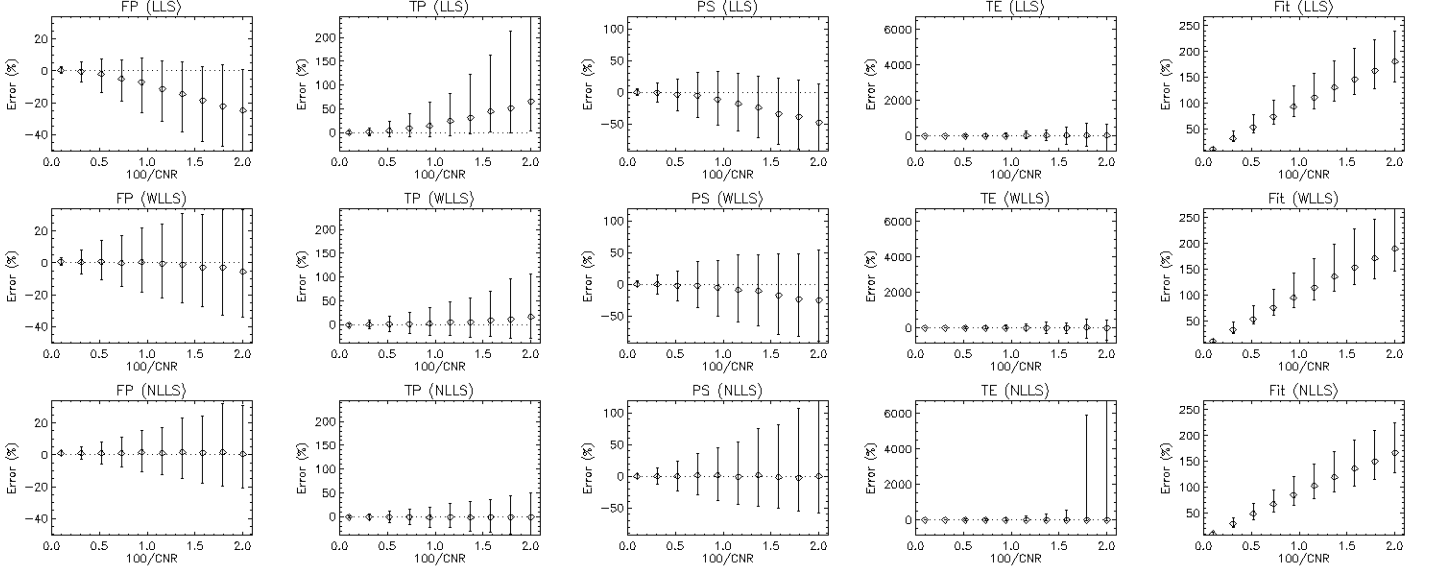 FP (LLS)
TP (LLS)
PS (LLS)
TE (LLS)
Fit (LLS)
Error (%)
20
0
−20
−40
0.0 0.5 1.0 1.5 2.0
100/CNR
Error (%)
200
150
100
50
0
0.0 0.5 1.0 1.5 2.0
100/CNR
Error (%)
100
50
0
−50
0.0 0.5 1.0 1.5 2.0
100/CNR
Error (%)
6000
4000
2000
0
0.0 0.5 1.0 1.5 2.0
100/CNR
Error (%)
250
200
150
100
50
0.0 0.5 1.0 1.5 2.0
100/CNR
FP (WLLS)
TP (WLLS)
PS (WLLS)
TE (WLLS)
Fit (WLLS)
Error (%)
20
0
−20
−40
0.0 0.5 1.0 1.5 2.0
100/CNR
Error (%)
200
150
100
50
0
0.0 0.5 1.0 1.5 2.0
100/CNR
Error (%)
100
50
0
−50
0.0 0.5 1.0 1.5 2.0
100/CNR
Error (%)
6000
4000
2000
0
0.0 0.5 1.0 1.5 2.0
100/CNR
Error (%)
250
200
150
100
50
0.0 0.5 1.0 1.5 2.0
100/CNR
FP (NLLS)
TP (NLLS)
PS (NLLS)
TE (NLLS)
Fit (NLLS)
Error (%)
20
0
−20
−40
0.0 0.5 1.0 1.5 2.0
100/CNR
Error (%)
200
150
100
50
0
0.0 0.5 1.0 1.5 2.0
100/CNR
Error (%)
100
50
0
−50
0.0 0.5 1.0 1.5 2.0
100/CNR
Error (%)
6000
4000
2000
0
0.0 0.5 1.0 1.5 2.0
100/CNR
Error (%)
250
200
150
100
50
0.0 0.5 1.0 1.5 2.0
100/CNR